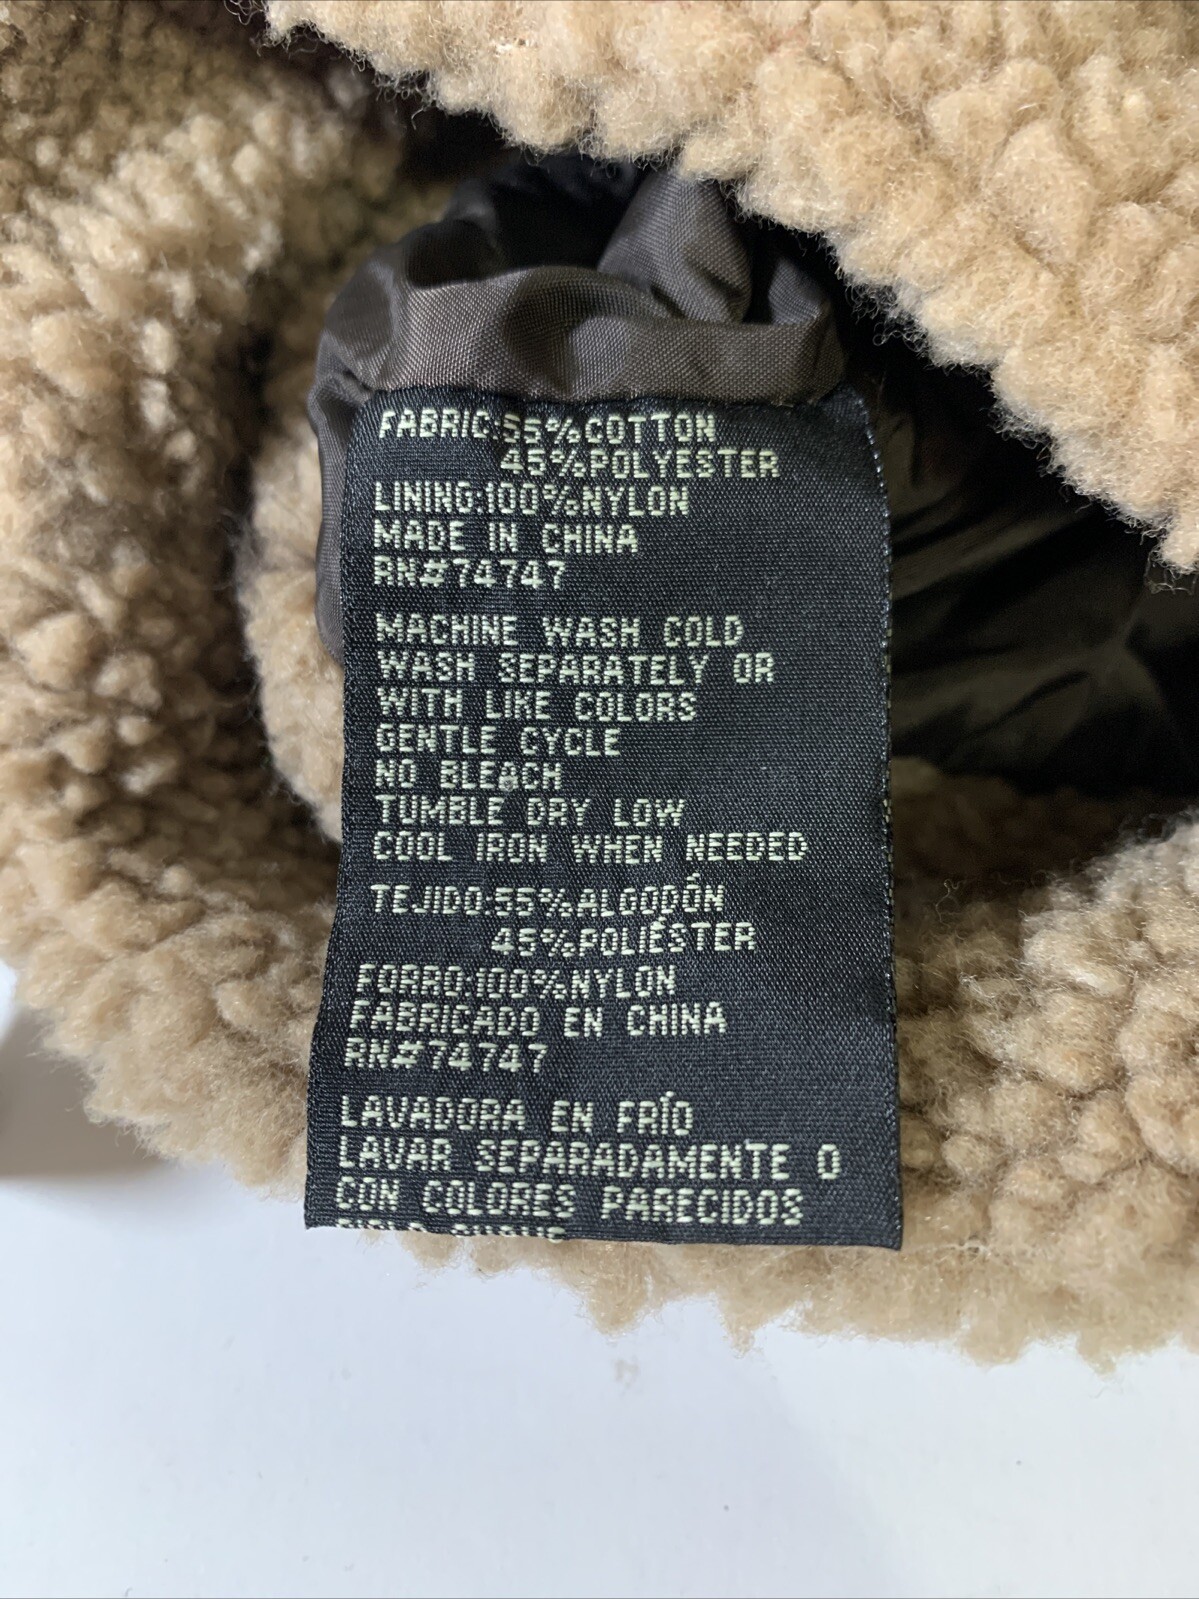 FABRIC:55%COTTON
45%POLYESTER
LINING:100%NYLON
MADE IN CHINA
RN#74747
MACHINE WASH COLD
WASH SEPARATELY OR
WITH LIKE COLORS
GENTLE CYCLE
NO BLEACH
TUMBLE DRY LOW
COOL IRON WHEN NEEDED
TEJIDO:55%ALGODÓN
45%POLIÉSTER
FORRO:100%NYLON
FABRICADO EN CHINA
RN#74747
LAVADORA EN FRÍO
LAVAR SEPARADAMENTE O
CON COLORES PARECIDOS